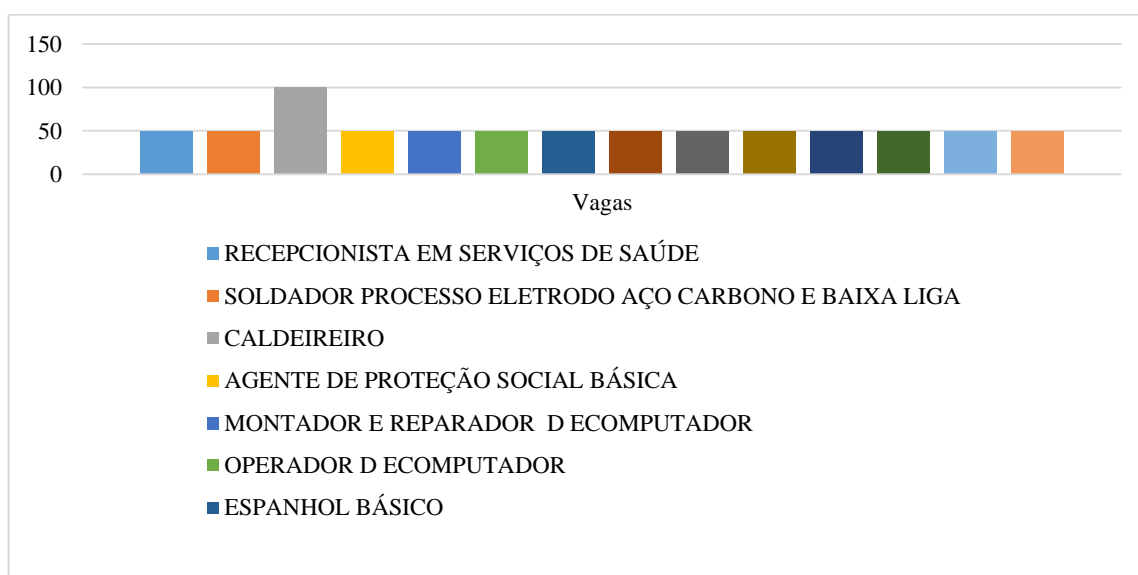 150
100
50
0
Vagas
RECEPCIONISTA EM SERVIÇOS DE SAÚDE
SOLDADOR PROCESSO ELETRODO AÇO CARBONO E BAIXA LIGA
CALDEIREIRO
AGENTE DE PROTEÇÃO SOCIAL BÁSICA
MONTADOR E REPARADOR  D ECOMPUTADOR
OPERADOR D ECOMPUTADOR
ESPANHOL BÁSICO